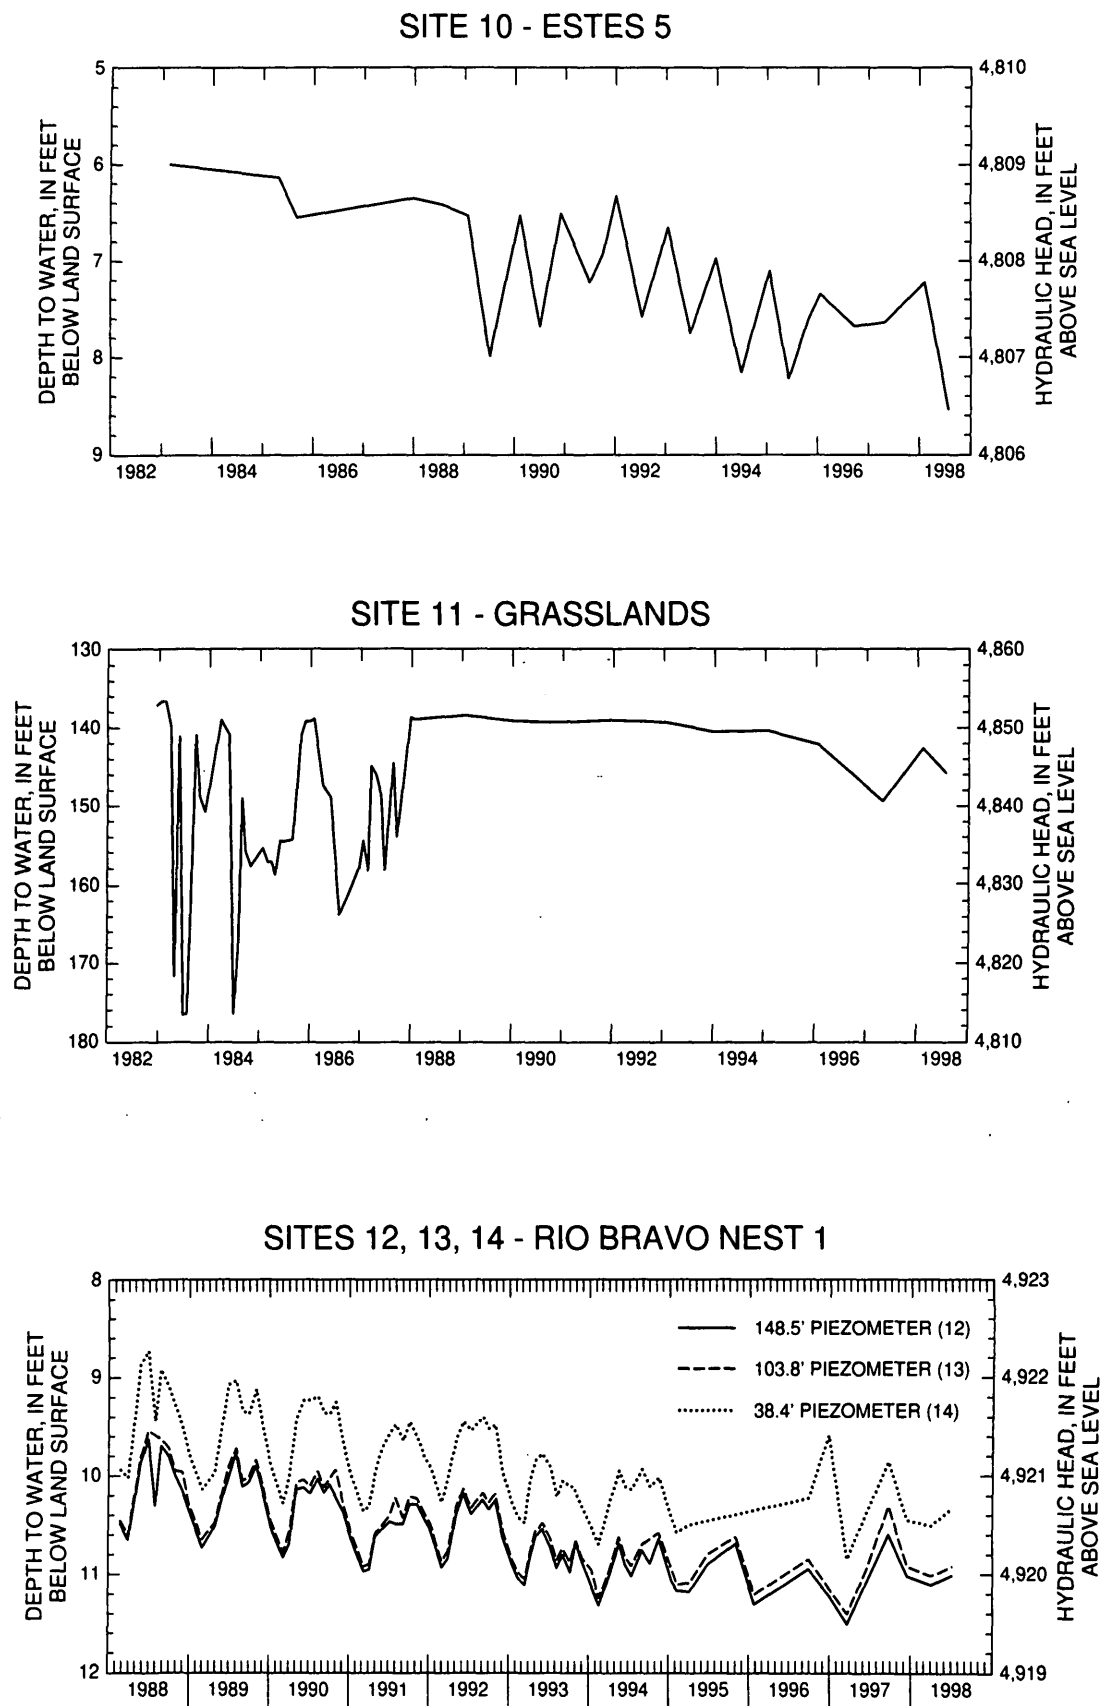 SITE 10 - ESTES 5
5
6
7
8
9
DEPTH TO WATER, IN FEET
BELOW LAND SURFACE
4,810
4,809
4,808
4,807
4,806
HYDRAULIC HEAD, IN FEET
ABOVE SEA LEVEL
1982 1984 1986 1988 1990 1992 1994 1996 1998
SITE 11 - GRASSLANDS
130
140
150
160
170
180
DEPTH TO WATER, IN FEET
BELOW LAND SURFACE
4,860
4,850
4,840
4,830
4,820
4,810
HYDRAULIC HEAD, IN FEET
ABOVE SEA LEVEL
1982 1984 1986 1988 1990 1992 1994 1996 1998
SITES 12, 13, 14 - RIO BRAVO NEST 1
8
9
10
11
12
DEPTH TO WATER, IN FEET
BELOW LAND SURFACE
148.5' PIEZOMETER (12)
103.8' PIEZOMETER (13)
38.4' PIEZOMETER (14)
4,923
4,922
4,921
4,920
4,919
HYDRAULIC HEAD, IN FEET
ABOVE SEA LEVEL
1988 1989 1990 1991 1992 1993 1994 1995 1996 1997 1998